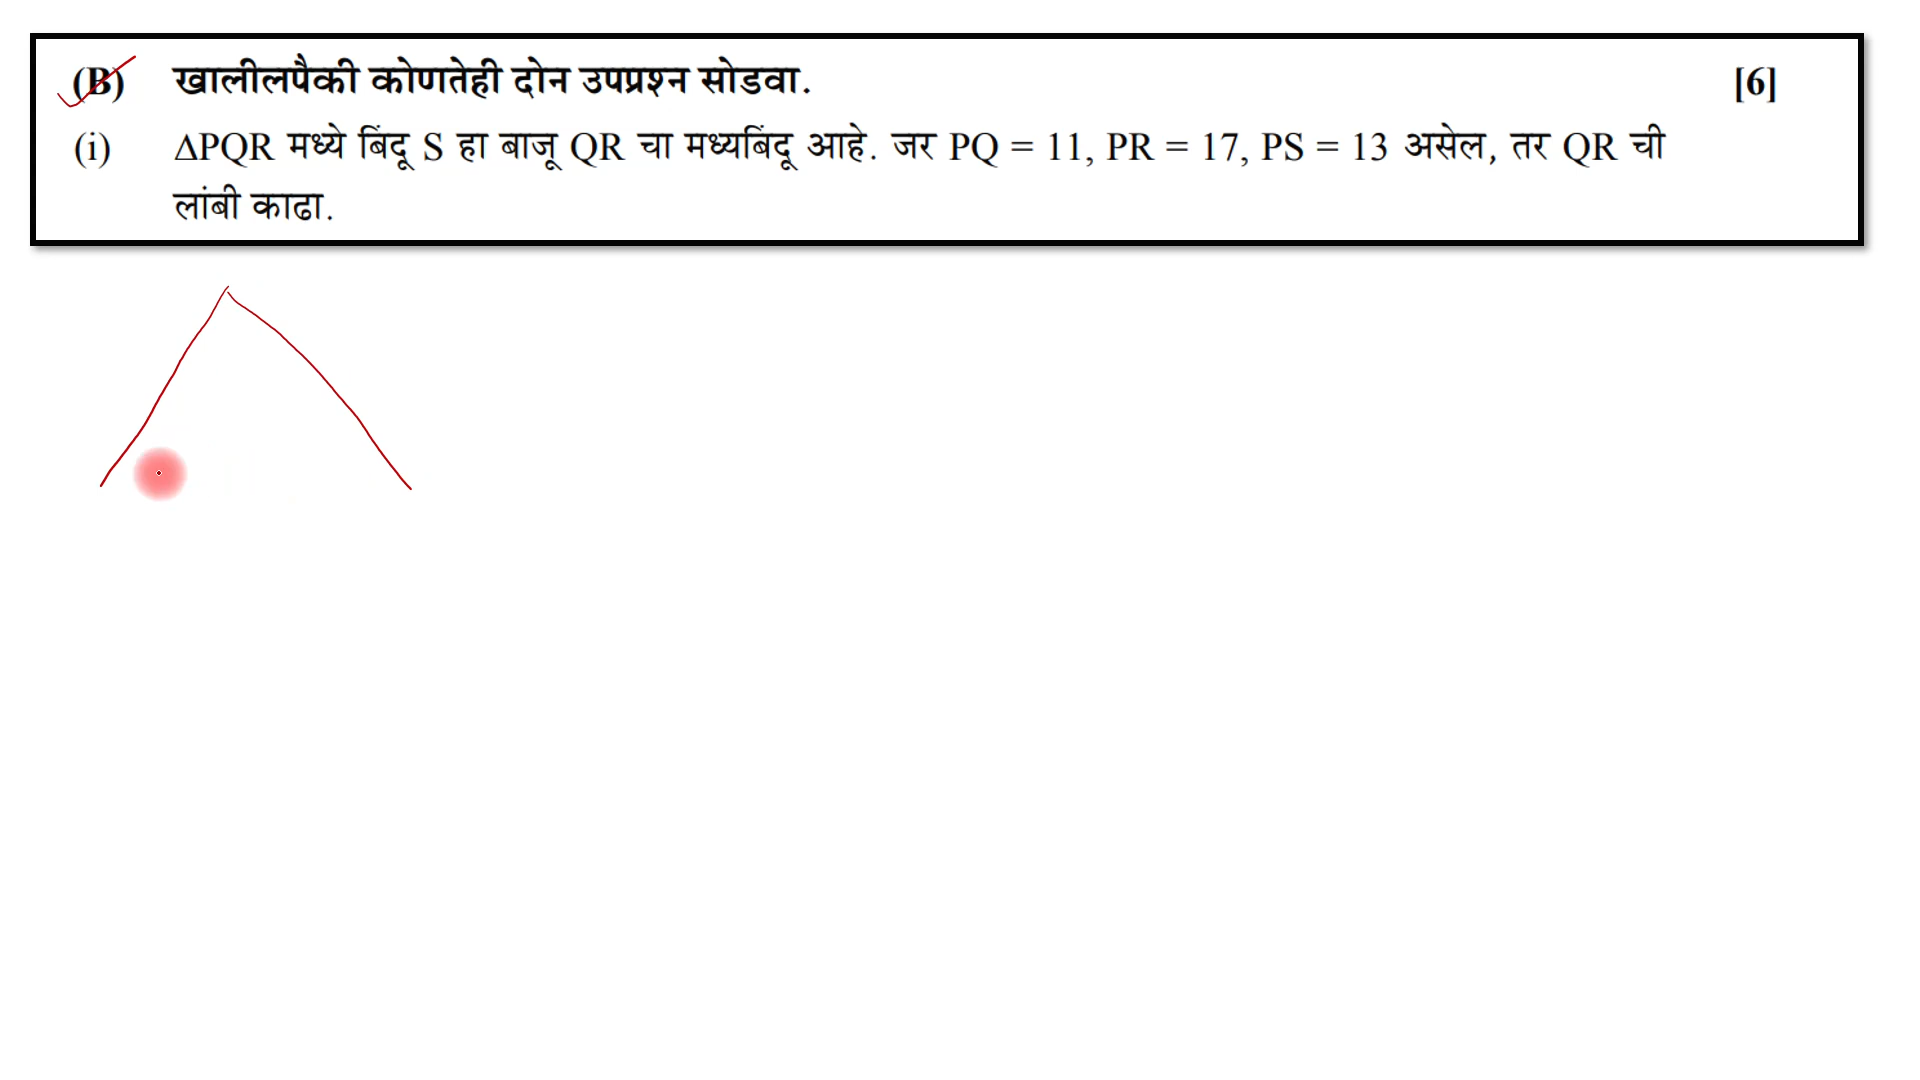 (B) खालीलपैकी कोणतेही दोन उपप्रश्न सोडवा. [6]
(i) ΔPQR मध्ये बिंदू S हा बाजू QR चा मध्यबिंदू आहे. जर PQ = 11, PR = 17, PS = 13 असेल, तर QR ची
लांबी काढा.